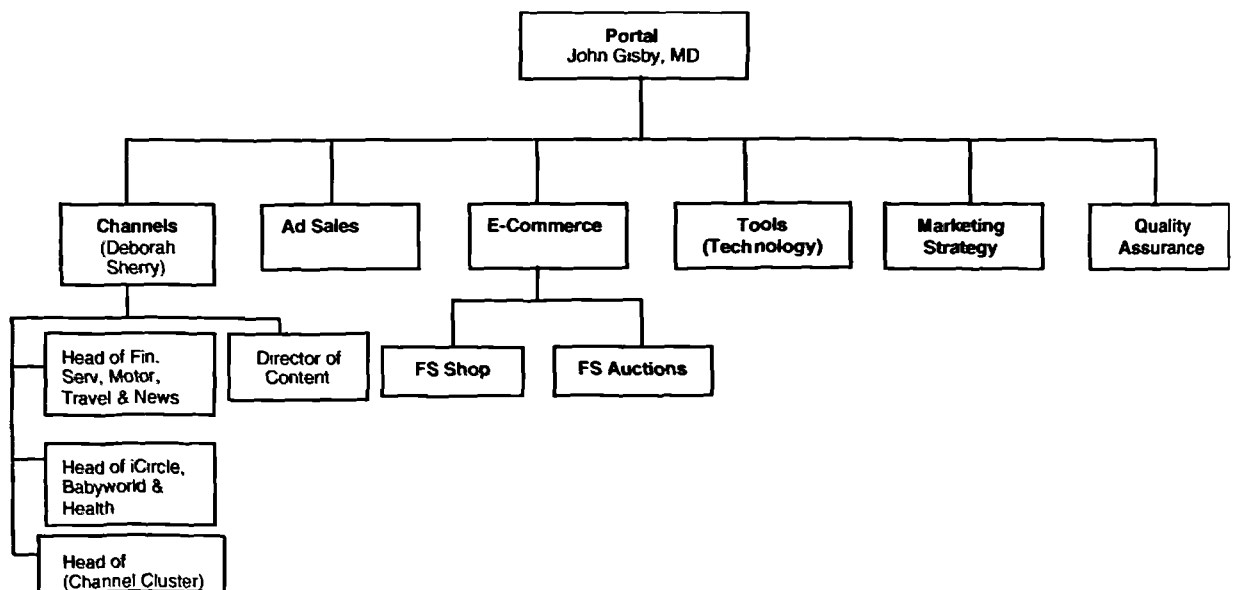 Portal
John Gisby, MD
Channels
(Deborah
Sherry)
Ad Sales
E-Commerce
Tools
(Technology)
Marketing
Strategy
Quality
Assurance
Head of Fin.
Serv, Motor,
Travel & News
Director of
Content
FS Shop
FS Auctions
Head of iCircle,
Babyworld &
Health
Head of
(Channel Cluster)